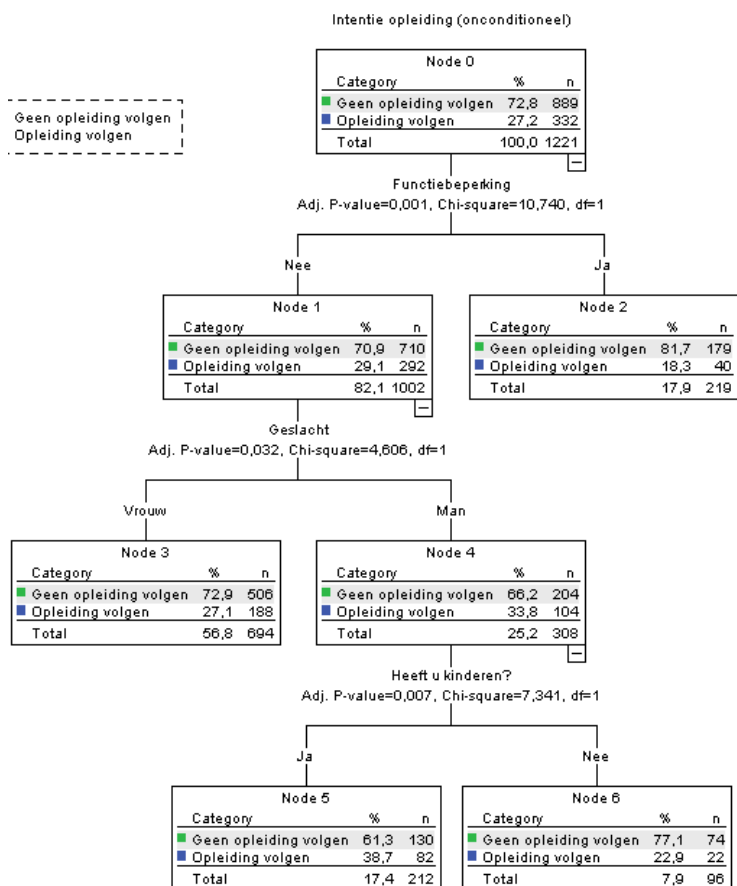 Intentie opleiding (onconditioneel)
Geen opleiding volgen
Opleiding volgen
Node 0
Category % n
Geen opleiding volgen 72,8 889
Opleiding volgen 27,2 332
Total 100,0 1221
Functiebeperking
Adj. P-value=0,001, Chi-square=10,740, df=1
Nee
Ja
Node 1
Category % n
Geen opleiding volgen 70,9 710
Opleiding volgen 29,1 292
Total 82,1 1002
Node 2
Category % n
Geen opleiding volgen 81,7 179
Opleiding volgen 18,3 40
Total 17,9 219
Geslacht
Adj. P-value=0,032, Chi-square=4,606, df=1
Vrouw
Man
Node 3
Category % n
Geen opleiding volgen 72,9 506
Opleiding volgen 27,1 188
Total 56,8 694
Node 4
Category % n
Geen opleiding volgen 66,2 204
Opleiding volgen 33,8 104
Total 25,2 308
Heeft u kinderen?
Adj. P-value=0,007, Chi-square=7,341, df=1
Ja
Nee
Node 5
Category % n
Geen opleiding volgen 61,3 130
Opleiding volgen 38,7 82
Total 17,4 212
Node 6
Category % n
Geen opleiding volgen 77,1 74
Opleiding volgen 22,9 22
Total 7,9 96